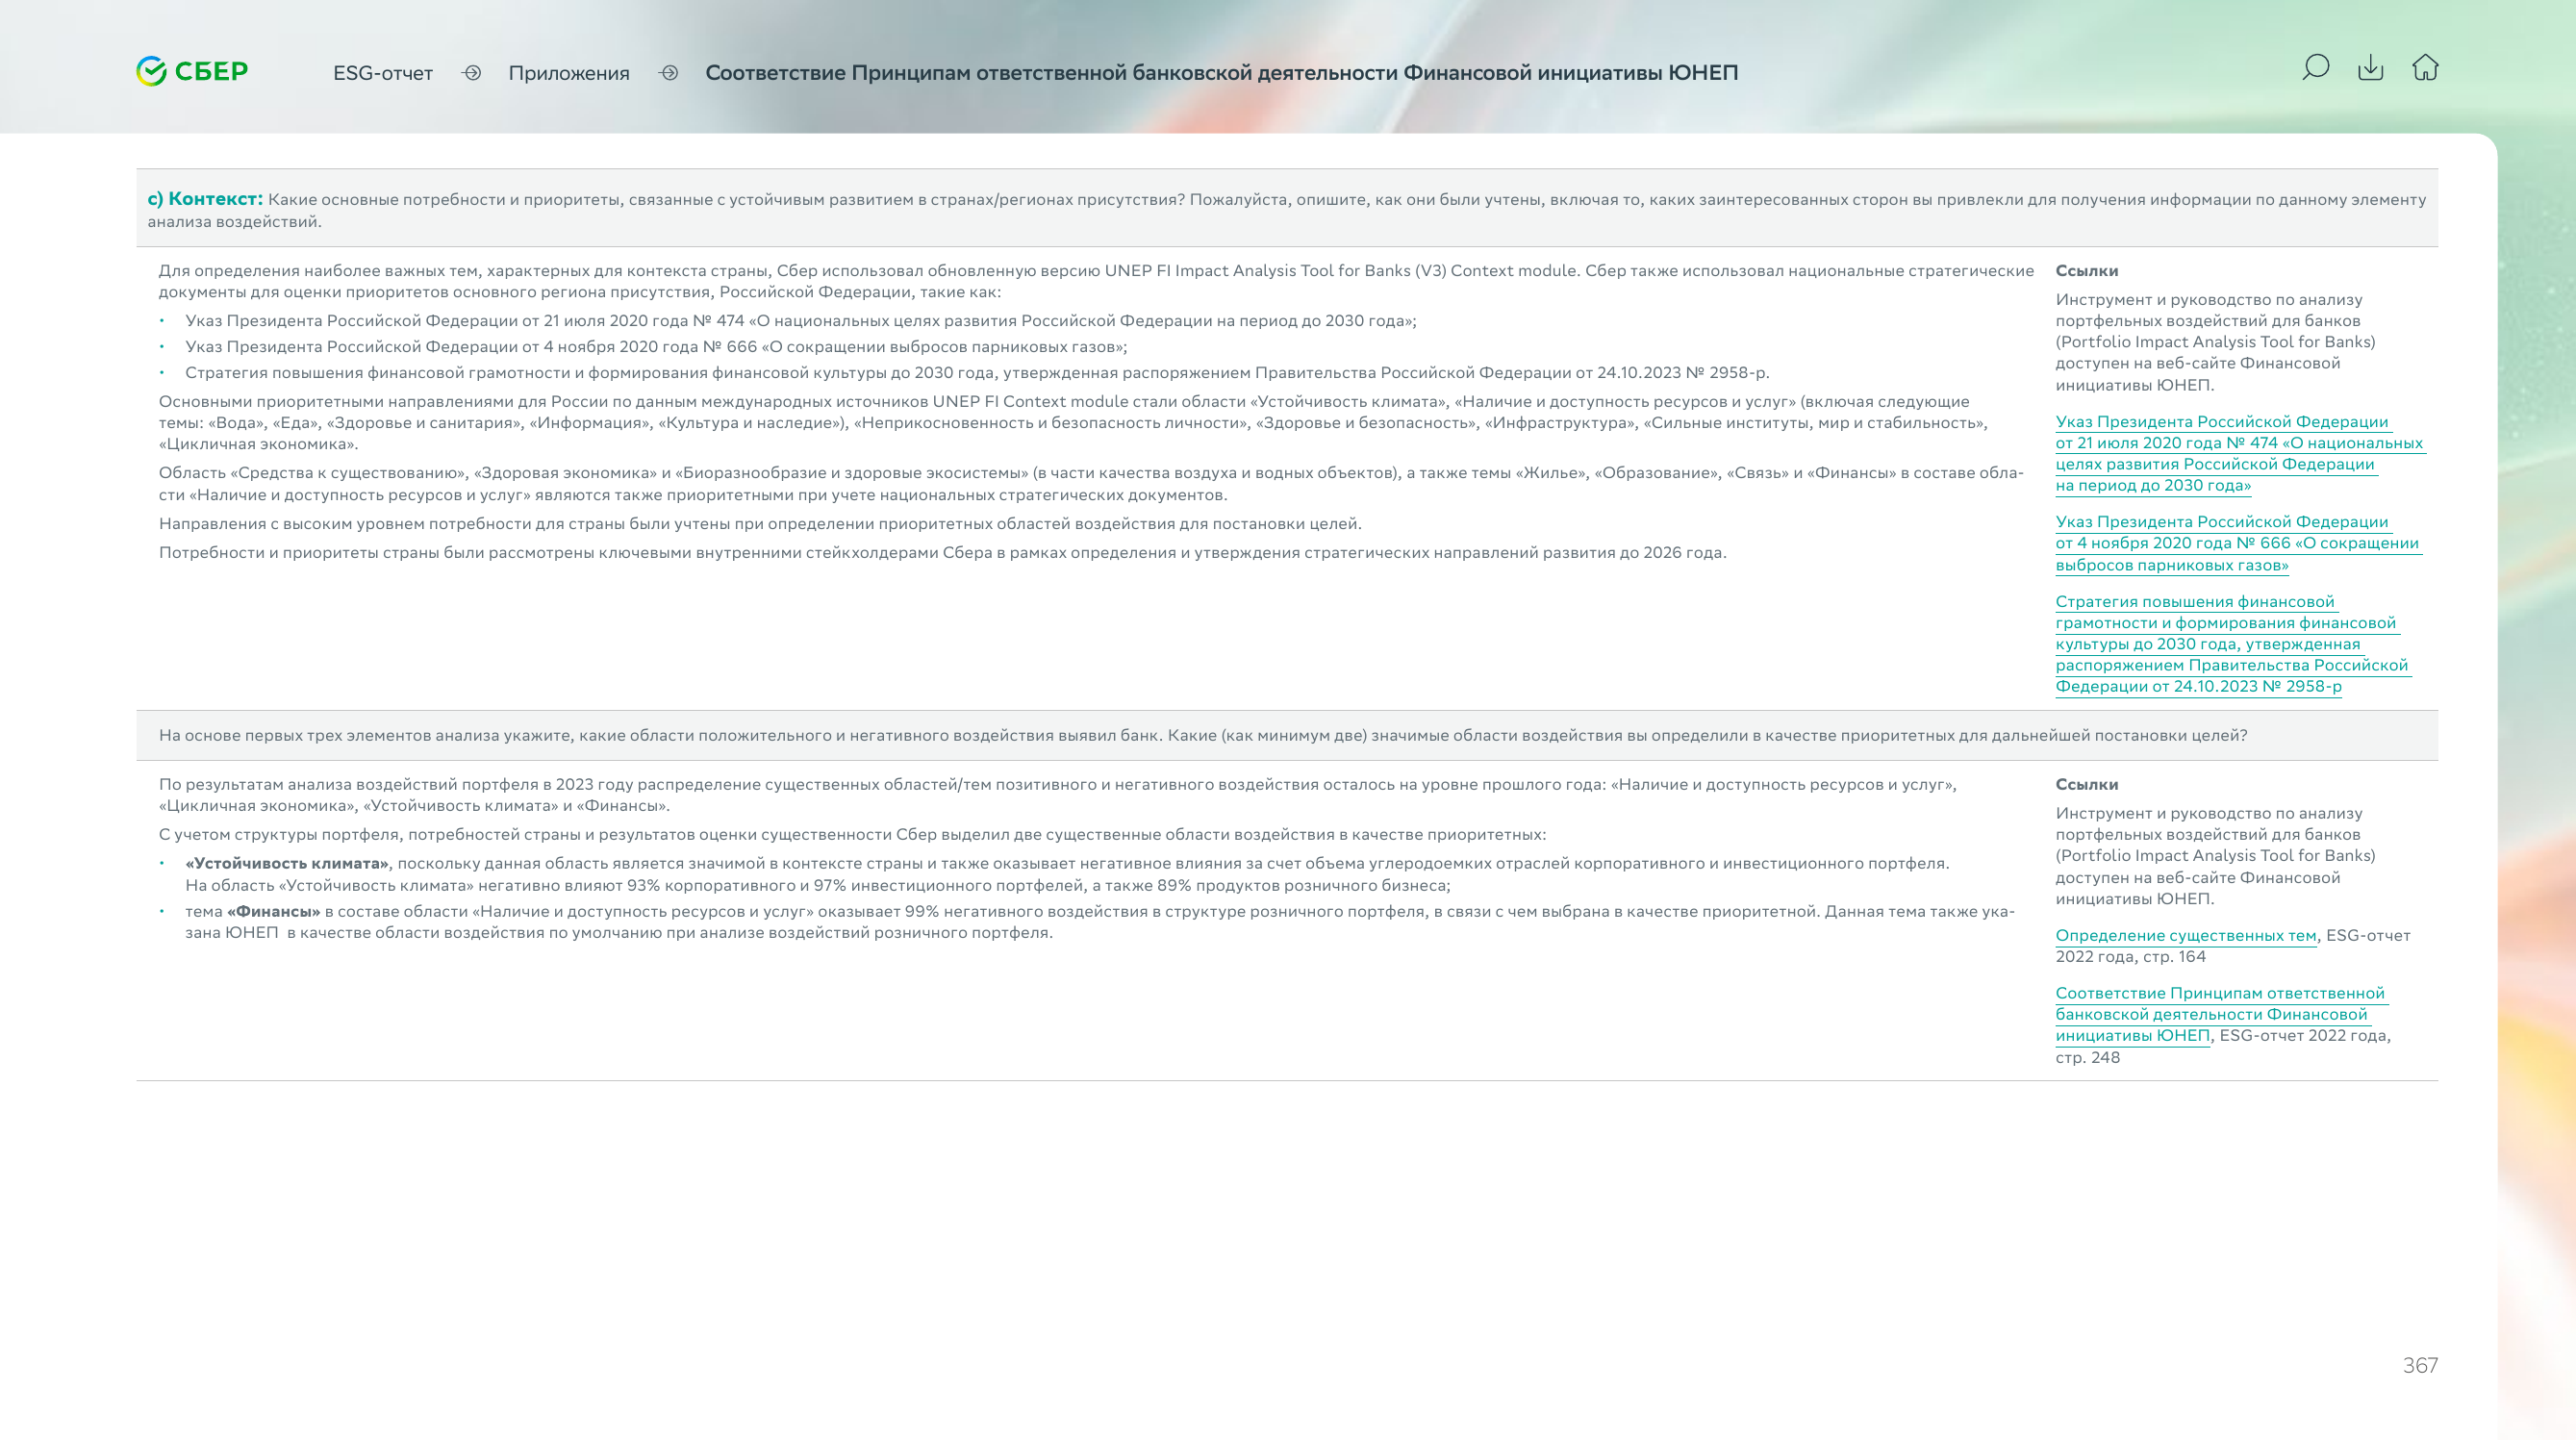 СБЕР
ESG-отчет
Приложения
Соответствие Принципам ответственной банковской деятельности Финансовой инициативы ЮНЕП
c) Контекст: Какие основные потребности и приоритеты, связанные с устойчивым развитием в странах/регионах присутствия? Пожалуйста, опишите, как они были учтены, включая то, каких заинтересованных сторон вы привлекли для получения информации по данному элементу
анализа воздействий.
Для определения наиболее важных тем, характерных для контекста страны, Сбер использовал обновленную версию UNEP FI Impact Analysis Tool for Banks (V3) Context module. Сбер также использовал национальные стратегические
документы для оценки приоритетов основного региона присутствия, Российской Федерации, такие как:
• Указ Президента Российской Федерации от 21 июля 2020 года № 474 «О национальных целях развития Российской Федерации на период до 2030 года»;
• Указ Президента Российской Федерации от 4 ноября 2020 года № 666 «О сокращении выбросов парниковых газов»;
• Стратегия повышения финансовой грамотности и формирования финансовой культуры до 2030 года, утвержденная распоряжением Правительства Российской Федерации от 24.10.2023 № 2958-р.
Основными приоритетными направлениями для России по данным международных источников UNEP FI Context module стали области «Устойчивость климата», «Наличие и доступность ресурсов и услуг» (включая следующие
темы: «Вода», «Еда», «Здоровье и санитария», «Информация», «Культура и наследие»), «Неприкосновенность и безопасность личности», «Здоровье и безопасность», «Инфраструктура», «Сильные институты, мир и стабильность»,
«Цикличная экономика».
Область «Средства к существованию», «Здоровая экономика» и «Биоразнообразие и здоровые экосистемы» (в части качества воздуха и водных объектов), а также темы «Жилье», «Образование», «Связь» и «Финансы» в составе обла-
сти «Наличие и доступность ресурсов и услуг» являются также приоритетными при учете национальных стратегических документов.
Направления с высоким уровнем потребности для страны были учтены при определении приоритетных областей воздействия для постановки целей.
Потребности и приоритеты страны были рассмотрены ключевыми внутренними стейкхолдерами Сбера в рамках определения и утверждения стратегических направлений развития до 2026 года.
Ссылки
Инструмент и руководство по анализу
портфельных воздействий для банков
(Portfolio Impact Analysis Tool for Banks)
доступен на веб-сайте Финансовой
инициативы ЮНЕП.
Указ Президента Российской Федерации
от 21 июля 2020 года № 474 «О национальных
целях развития Российской Федерации
на период до 2030 года»
Указ Президента Российской Федерации
от 4 ноября 2020 года № 666 «О сокращении
выбросов парниковых газов»
Стратегия повышения финансовой
грамотности и формирования финансовой
культуры до 2030 года, утвержденная
распоряжением Правительства Российской
Федерации от 24.10.2023 № 2958-р
На основе первых трех элементов анализа укажите, какие области положительного и негативного воздействия выявил банк. Какие (как минимум две) значимые области воздействия вы определили в качестве приоритетных для дальнейшей постановки целей?
По результатам анализа воздействий портфеля в 2023 году распределение существенных областей/тем позитивного и негативного воздействия осталось на уровне прошлого года: «Наличие и доступность ресурсов и услуг»,
«Цикличная экономика», «Устойчивость климата» и «Финансы».
С учетом структуры портфеля, потребностей страны и результатов оценки существенности Сбер выделил две существенные области воздействия в качестве приоритетных:
• «Устойчивость климата», поскольку данная область является значимой в контексте страны и также оказывает негативное влияния за счет объема углеродоемких отраслей корпоративного и инвестиционного портфеля.
На область «Устойчивость климата» негативно влияют 93% корпоративного и 97% инвестиционного портфелей, а также 89% продуктов розничного бизнеса;
• тема «Финансы» в составе области «Наличие и доступность ресурсов и услуг» оказывает 99% негативного воздействия в структуре розничного портфеля, в связи с чем выбрана в качестве приоритетной. Данная тема также ука-
зана ЮНЕП в качестве области воздействия по умолчанию при анализе воздействий розничного портфеля.
Ссылки
Инструмент и руководство по анализу
портфельных воздействий для банков
(Portfolio Impact Analysis Tool for Banks)
доступен на веб-сайте Финансовой
инициативы ЮНЕП.
Определение существенных тем, ESG-отчет
2022 года, стр. 164
Соответствие Принципам ответственной
банковской деятельности Финансовой
инициативы ЮНЕП, ESG-отчет 2022 года,
стр. 248
367